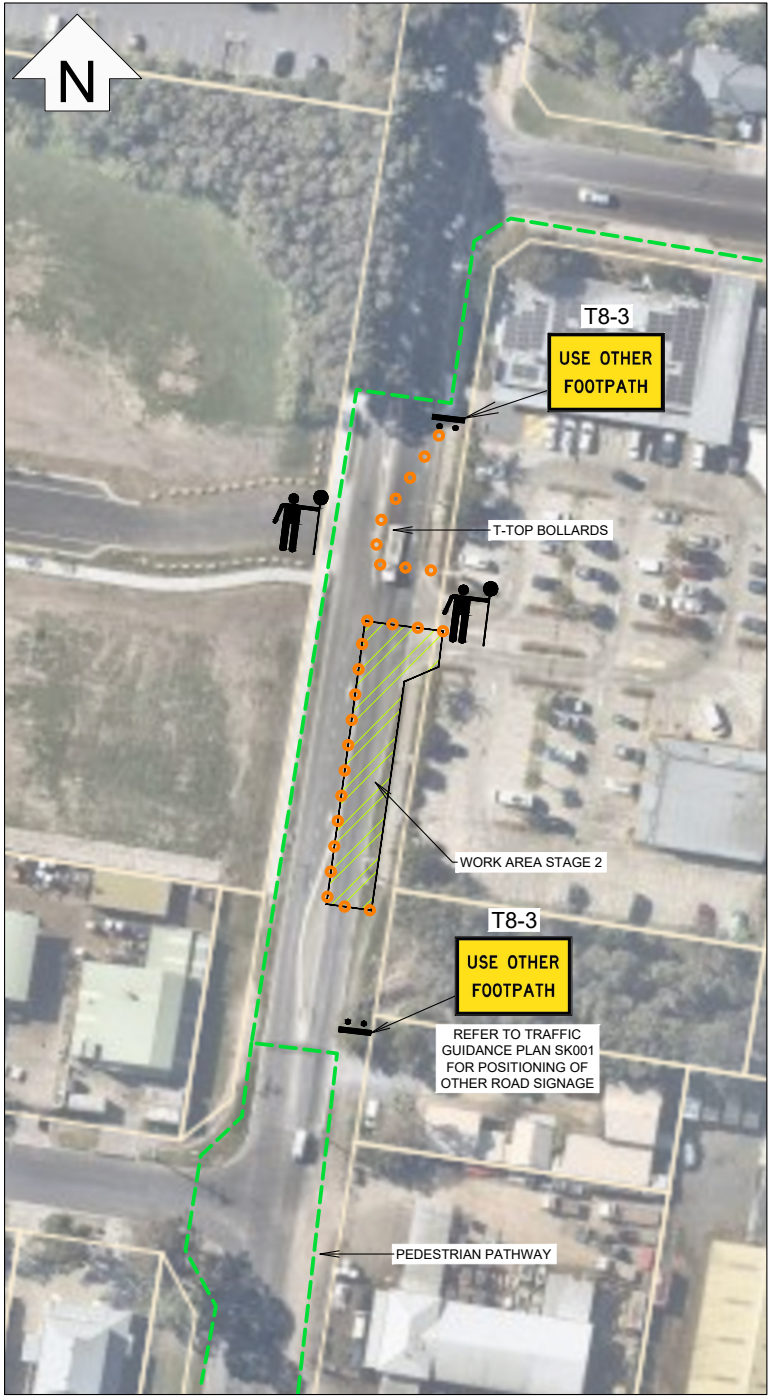 N
T8-3
USE OTHER
FOOTPATH
T-TOP BOLLARDS
WORK AREA STAGE 2
T8-3
USE OTHER
FOOTPATH
REFER TO TRAFFIC
GUIDANCE PLAN SK001
FOR POSITIONING OF
OTHER ROAD SIGNAGE
PEDESTRIAN PATHWAY